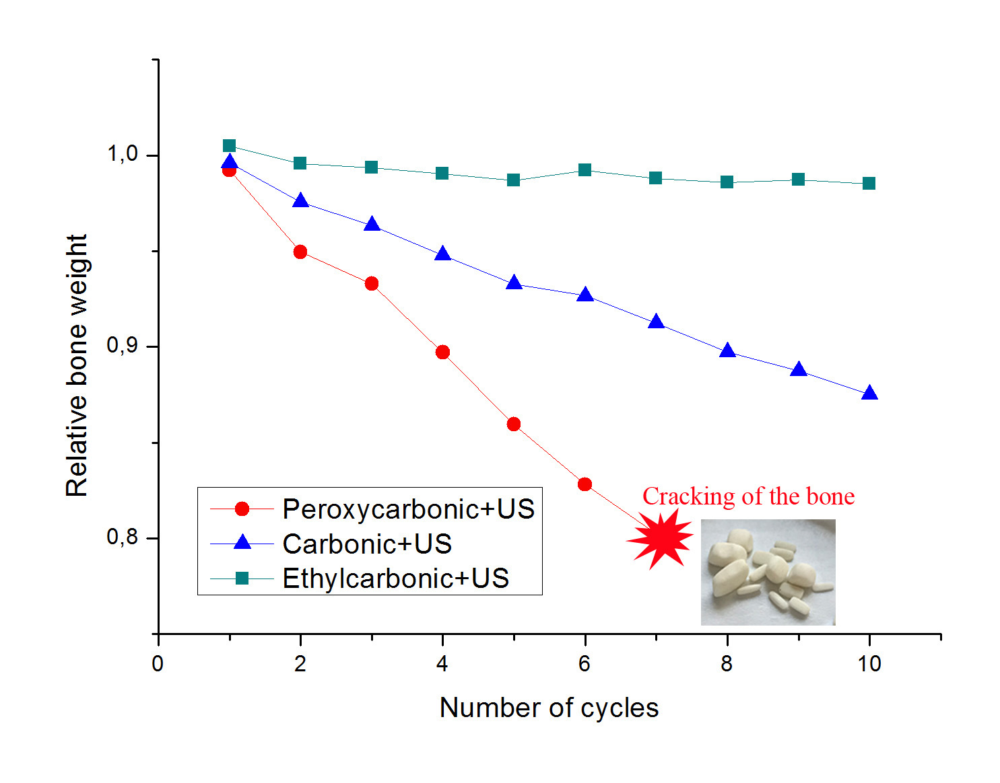 1,0
0,9
0,8
Relative bone weight
Cracking of the bone
Peroxycarbonic+US
Carbonic+US
Ethylcarbonic+US
0 2 4 6 8 10
Number of cycles